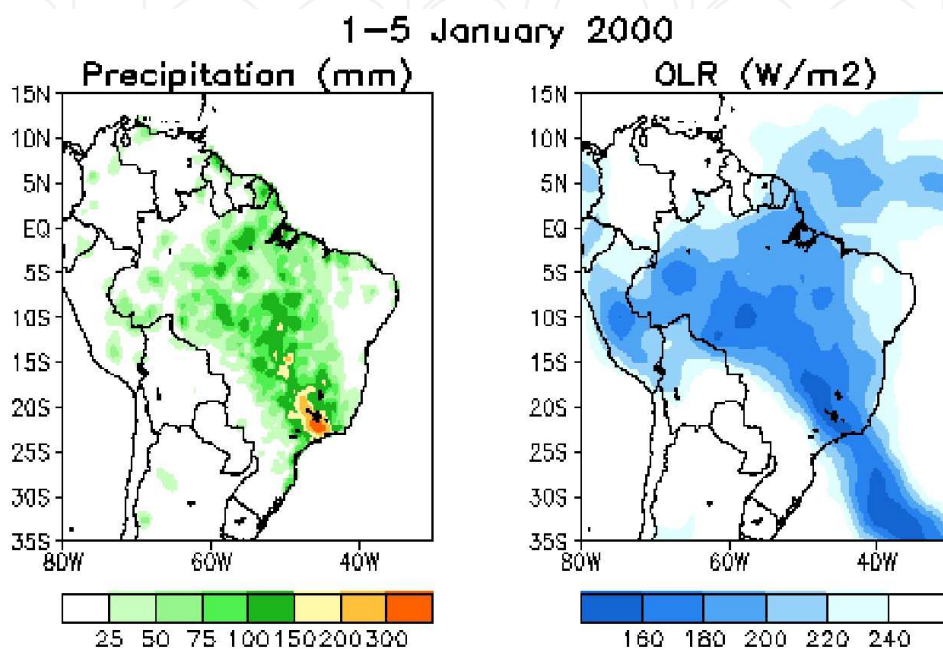 1-5 January 2000
Precipitation (mm)
15N
10N
5N
EQ
5S
10S
15S
20S
25S
30S
35S
80W 60W 40W
25 50 75 100 150 200 300
OLR (W/m2)
15N
10N
5N
EQ
5S
10S
15S
20S
25S
30S
35S
80W 60W 40W
160 180 200 220 240